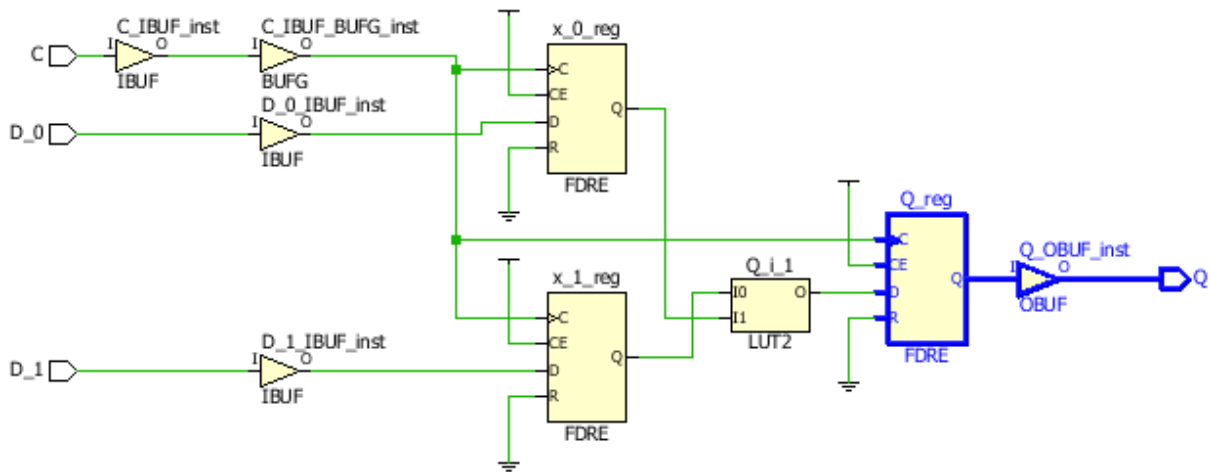 C
I
C_IBUF_inst
O
IBUF
I
C_IBUF_BUFG_inst
O
BUFG
D_0
I
D_0_IBUF_inst
O
IBUF
x_0_reg
C
CE
D
R
Q
FDRE
D_1
I
D_1_IBUF_inst
O
IBUF
x_1_reg
C
CE
D
R
Q
FDRE
Q_i_1
I0
I1
O
LUT2
Q_reg
C
CE
D
R
Q
FDRE
Q_OBUF_inst
I
O
OBUF
Q